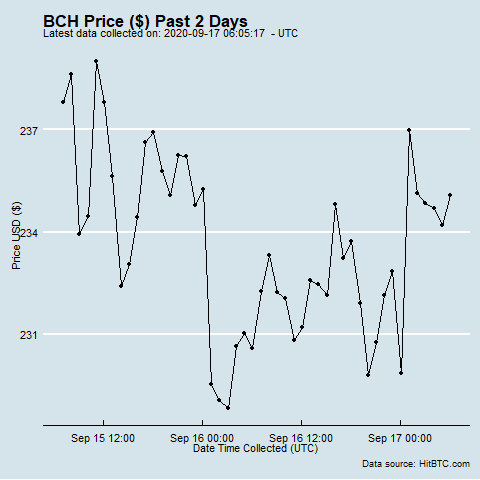 BCH Price ($) Past 2 Days
Latest data collected on: 2020-09-17 06:05:17 - UTC
237
234
231
Price USD ($)
Sep 15 12:00 Sep 16 00:00 Sep 16 12:00 Sep 17 00:00
Date Time Collected (UTC)
Data source: HitBTC.com